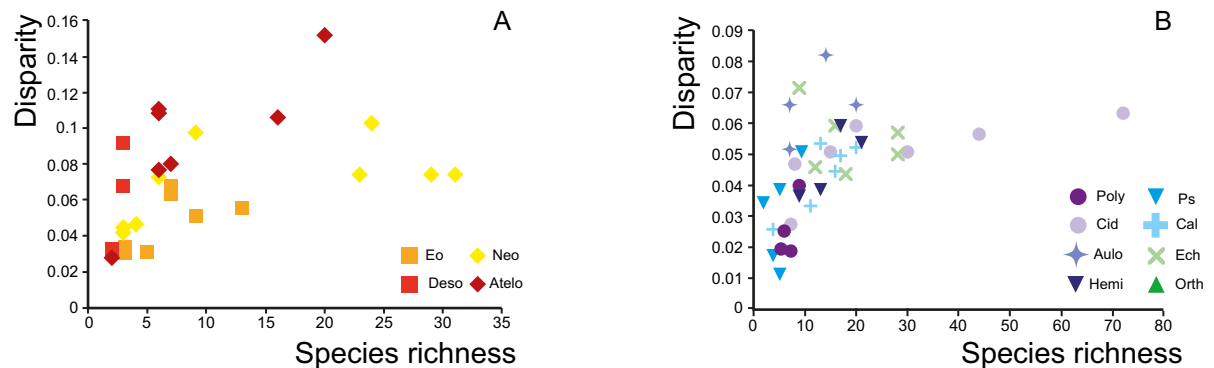 A
Disparity
0.16
0.14
0.12
0.1
0.08
0.06
0.04
0.02
0
0 5 10 15 20 25 30 35
Species richness
Eo Neo
Deso Atelo
B
Disparity
0.09
0.08
0.07
0.06
0.05
0.04
0.03
0.02
0.01
0
0 10 20 30 40 50 60 70 80
Species richness
Poly Ps
Cid Cal
Aulo Ech
Hemi Orth